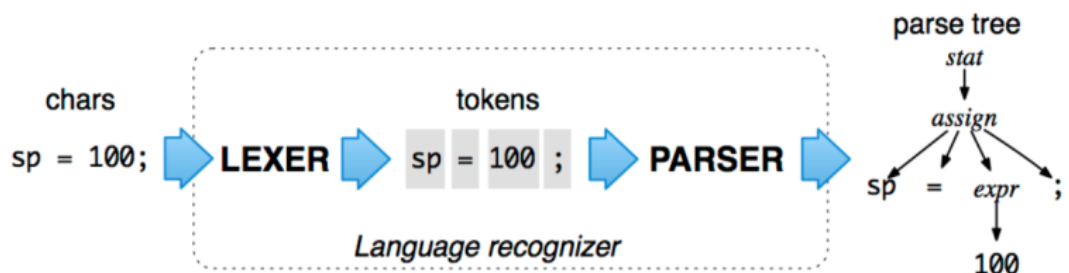 parse tree
stat
chars
tokens
assign
sp = 100;
LEXER
sp = 100 ;
PARSER
sp = expr ;
Language recognizer
100